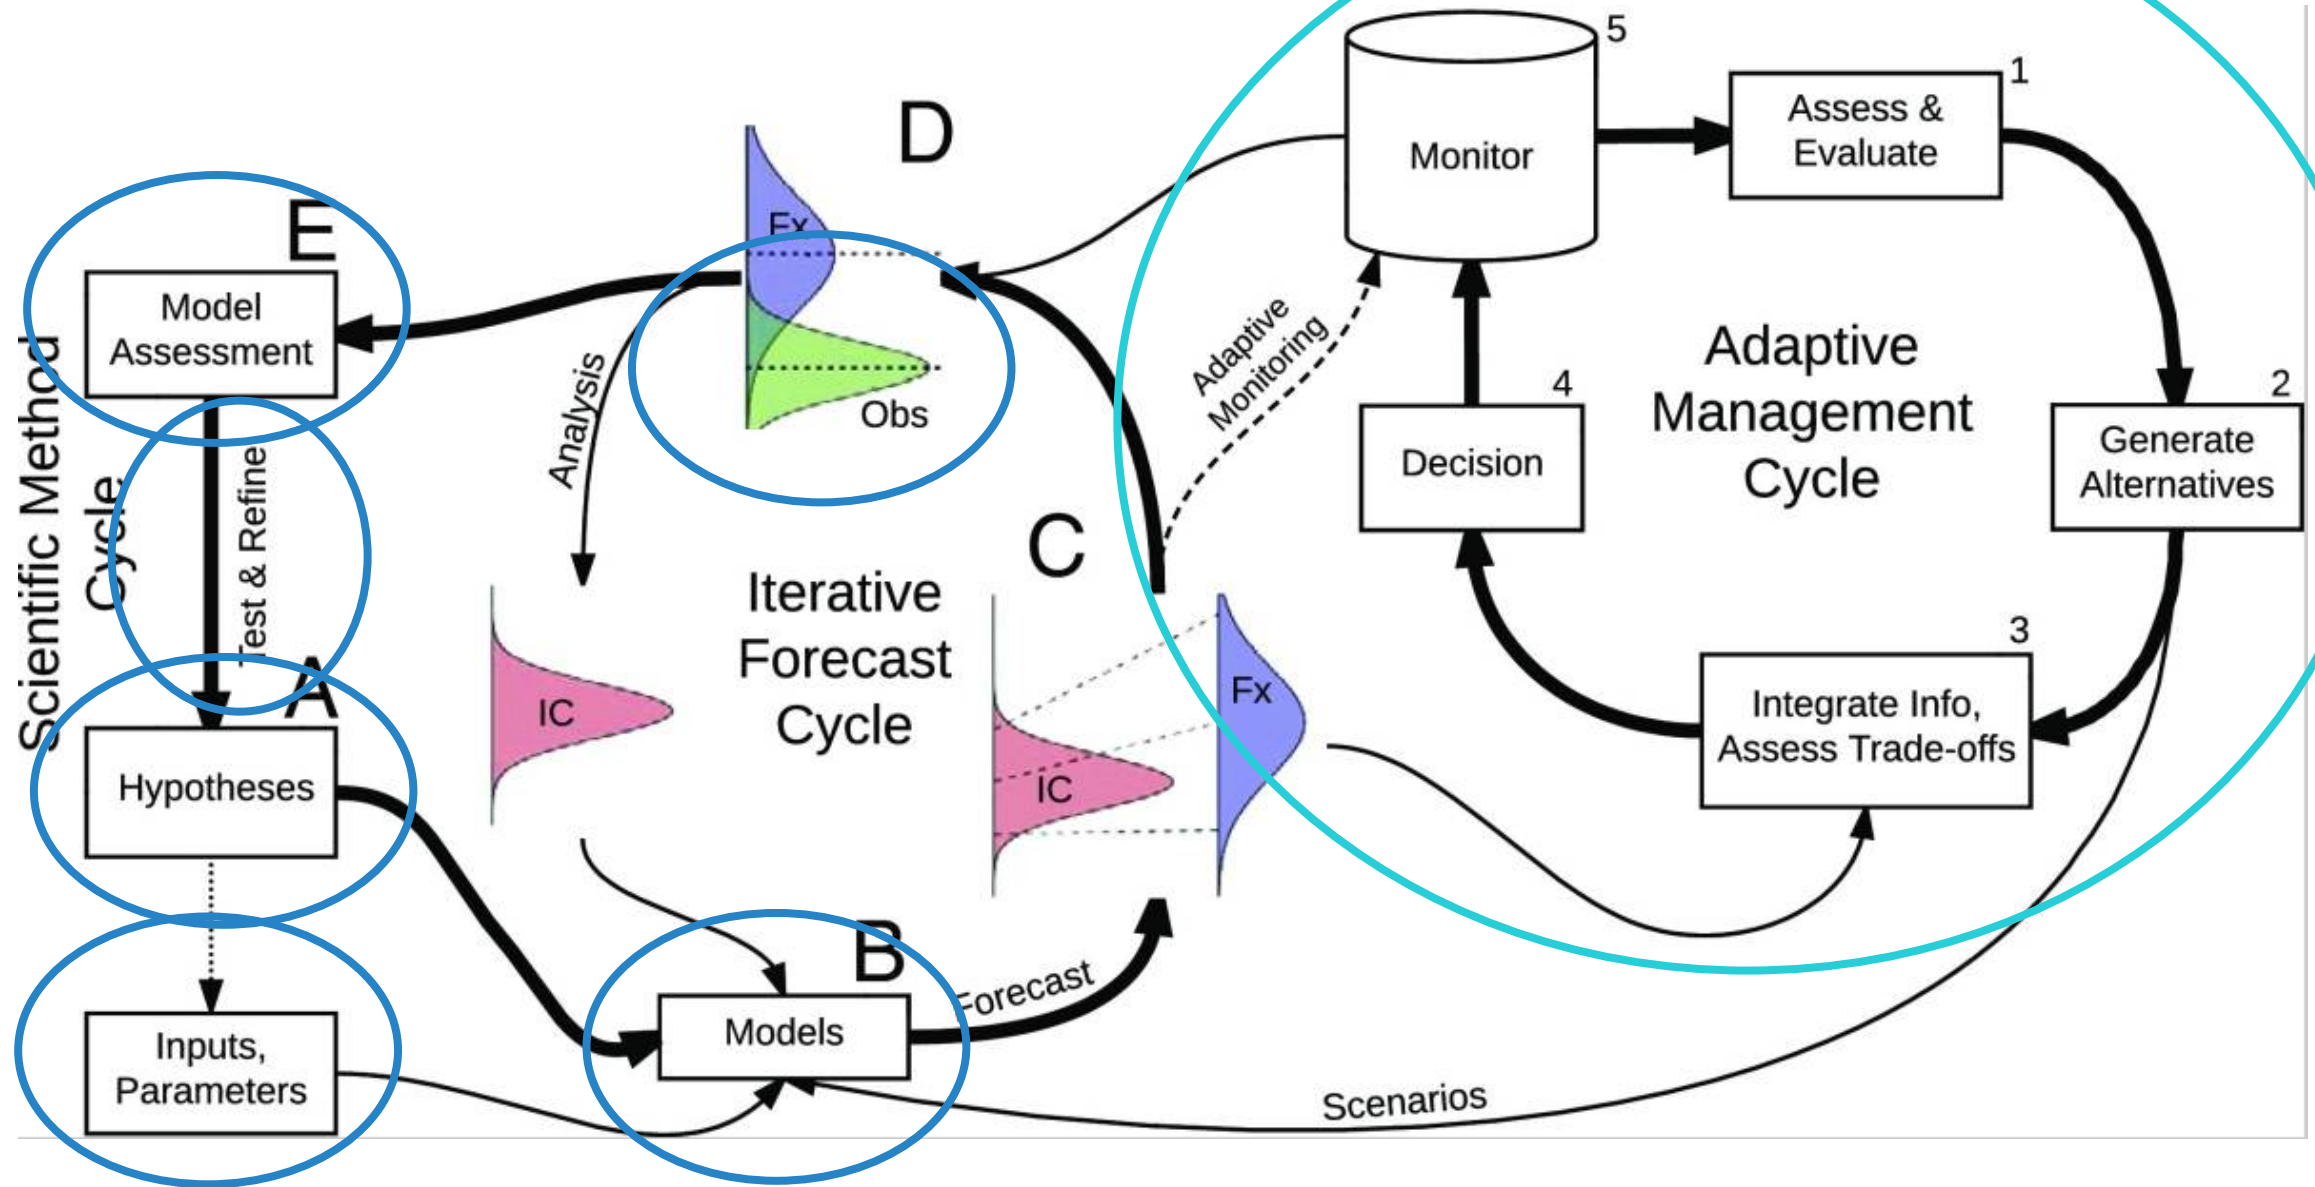 Scientific Method
Cycle
E
Model
Assessment
Test & Refine
A
Hypotheses
Inputs,
Parameters
D
Fx
Obs
Analysis
IC
Iterative
Forecast
Cycle
C
IC
Fx
B
Models
Forecast
Scenarios
Adaptive
Monitoring
5
Monitor
1
Assess &
Evaluate
2
Generate
Alternatives
3
Integrate Info,
Assess Trade-offs
4
Decision
Adaptive
Management
Cycle